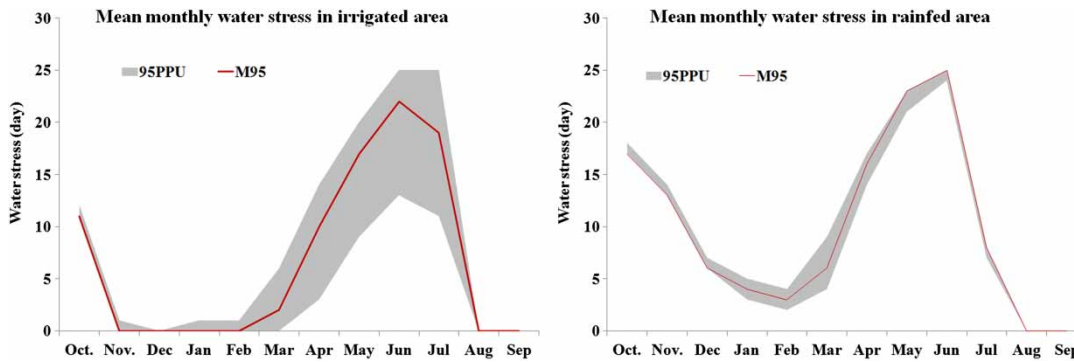 Mean monthly water stress in irrigated area
30
25
20
15
10
5
0
Water stress (day)
95PPU
M95
Oct. Nov. Dec Jan Feb Mar Apr May Jun Jul Aug Sep
Mean monthly water stress in rainfed area
30
25
20
15
10
5
0
Water stress (day)
95PPU
M95
Oct. Nov. Dec Jan Feb Mar Apr May Jun Jul Aug Sep